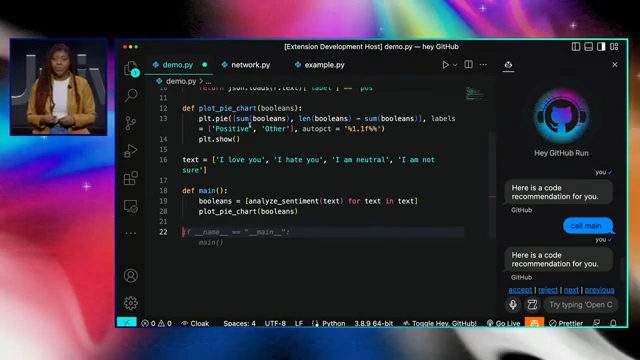 [Extension Development Host] demo.py — hey GitHub
demo.py
network.py
example.py
demo.py > ...
10 return json.loads(r.text)['label'] == 'pos'
12 def plot_pie_chart(booleans):
13 plt.pie([sum(booleans), len(booleans) - sum(booleans)], labels
= ['Positive', 'Other'], autopct = '%1.1f%%')
14 plt.show()
15
16 text = ['I love you', 'I hate you', 'I am neutral', 'I am not
sure']
17
18 def main():
19 booleans = [analyze_sentiment(text) for text in text]
20 plot_pie_chart(booleans)
21
22 if __name__ == "__main__":
main()
Hey GitHub Run
you
Here is a code
recommendation for you.
GitHub
call main
you
Here is a code
recommendation for you.
GitHub
accept | reject | next | previous
Try typing "Open C
0 0 Cloak Spaces: 4 UTF-8 LF Python 3.8.9 64-bit Toggle Hey, GitHub! Go Live Prettier